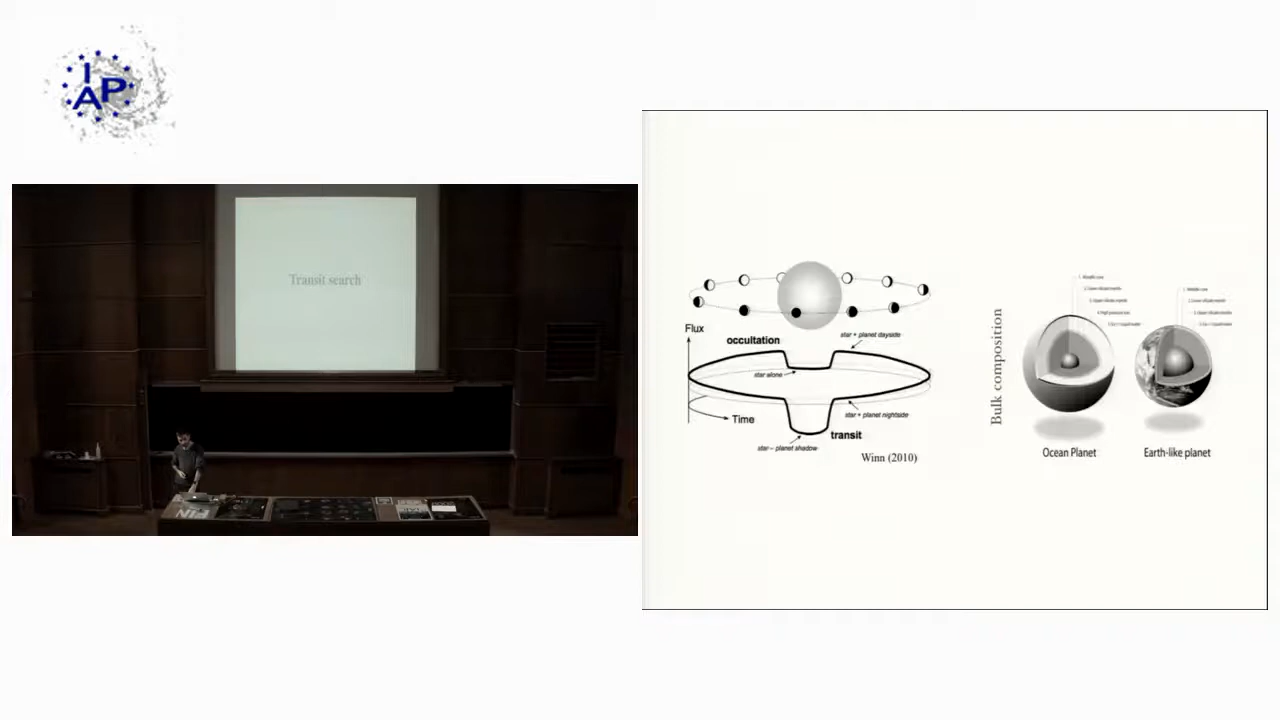 IAP
Transit search
Flux
occultation
star + planet dayside
star alone
Time
star + planet nightside
transit
star – planet shadow
Winn (2010)
Bulk composition
Ocean Planet
Earth-like planet